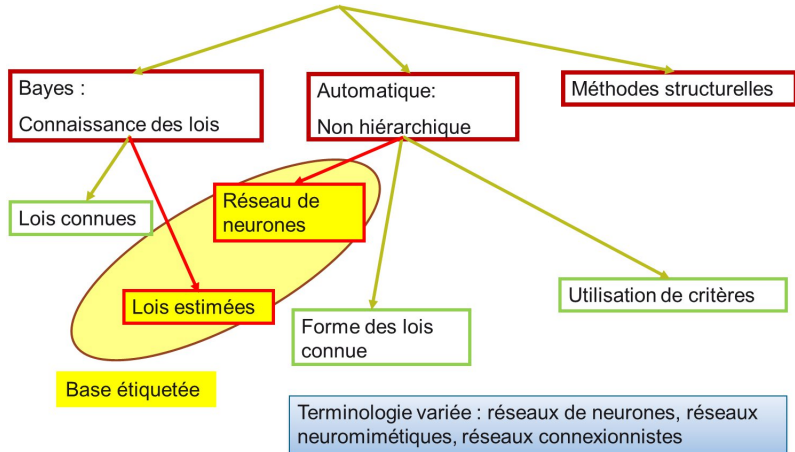 Bayes :
Connaissance des lois
Automatique:
Non hiérarchique
Méthodes structurelles
Lois connues
Réseau de
neurones
Lois estimées
Forme des lois
connue
Utilisation de critères
Base étiquetée
Terminologie variée : réseaux de neurones, réseaux
neuromimétiques, réseaux connexionnistes